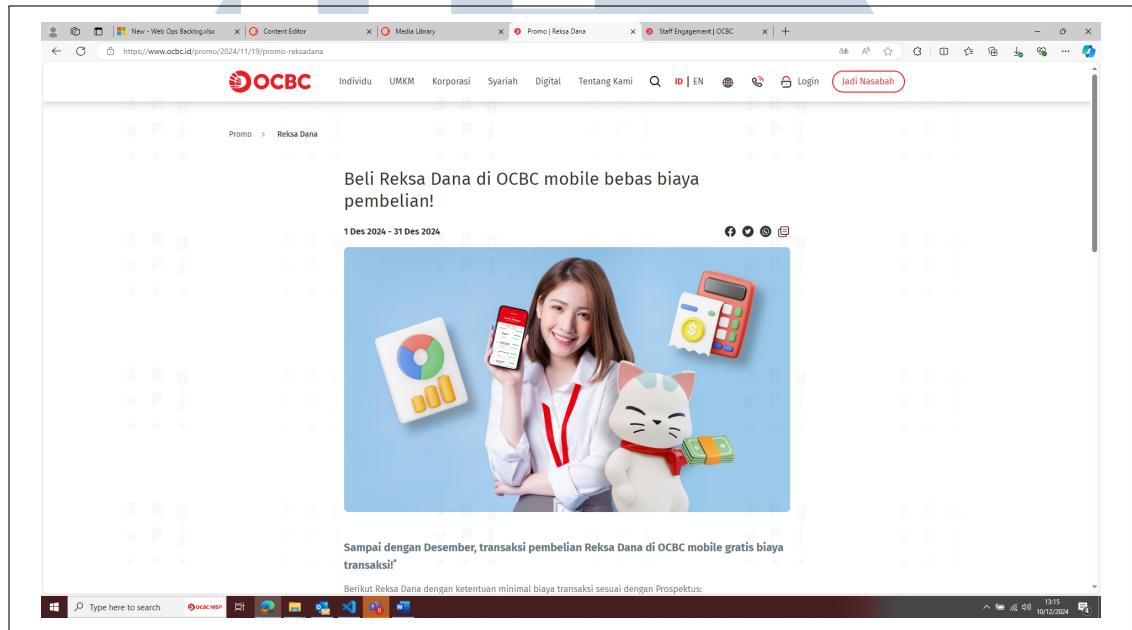 New - Web Ops Backlog.xlsx
Content Editor
Media Library
Promo | Reksa Dana
Staff Engagement | OCBC
https://www.ocbc.id/promo/2024/11/19/promo-reksadana
OCBC
Individu UMKM Korporasi Syariah Digital Tentang Kami ID | EN Login Jadi Nasabah
Promo > Reksa Dana
Beli Reksa Dana di OCBC mobile bebas biaya
pembelian!
1 Des 2024 - 31 Des 2024
Sampai dengan Desember, transaksi pembelian Reksa Dana di OCBC mobile gratis biaya
transaksi!*
Berikut Reksa Dana dengan ketentuan minimal biaya transaksi sesuai dengan Prospektus:
Type here to search
OCBC NISP
13:15
10/12/2024